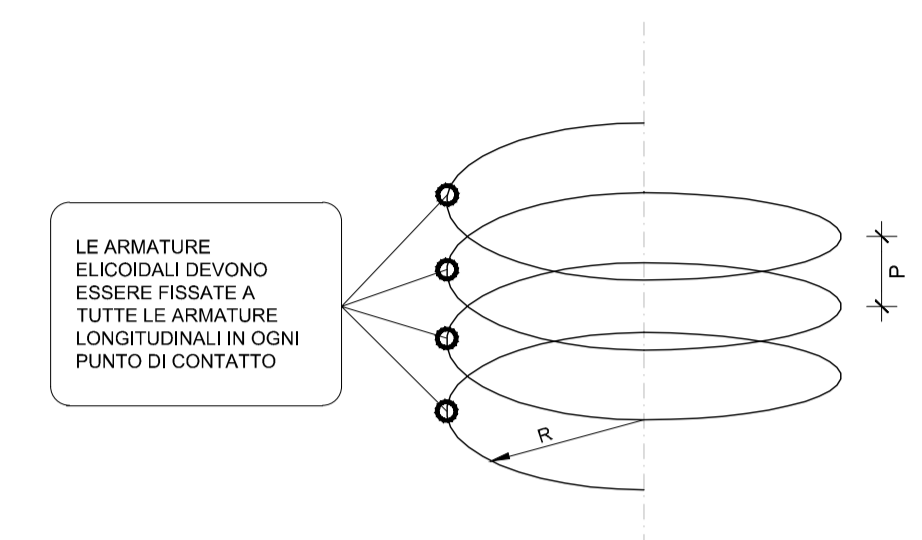 LE ARMATURE
ELICOIDALI DEVONO
ESSERE FISSATE A
TUTTE LE ARMATURE
LONGITUDINALI IN OGNI
PUNTO DI CONTATTO
P
R